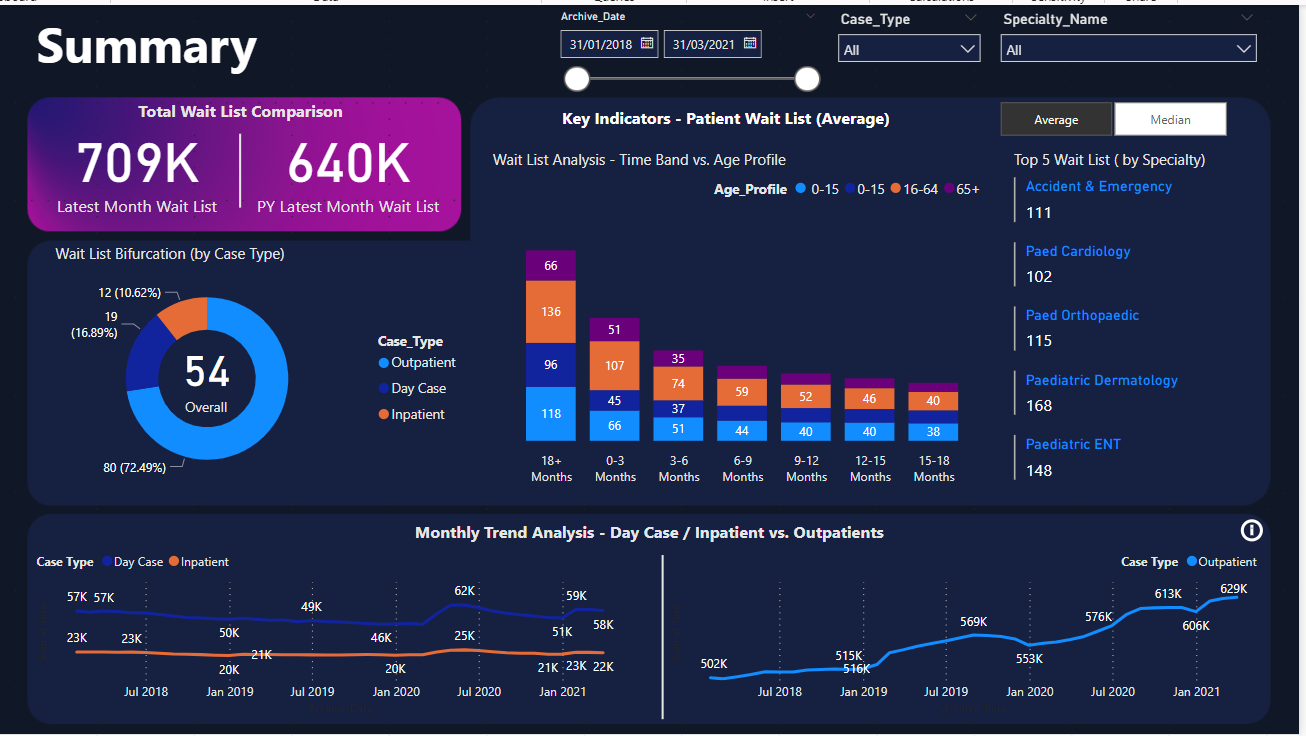 Summary
Archive_Date
31/01/2018
31/03/2021
Case_Type
All
Specialty_Name
All
Total Wait List Comparison
709K
Latest Month Wait List
640K
PY Latest Month Wait List
Key Indicators - Patient Wait List (Average)
Average
Median
Wait List Analysis - Time Band vs. Age Profile
Age_Profile 0-15 0-15 16-64 65+
66
136
96
118
51
107
45
66
35
74
37
51
59
44
52
40
46
40
40
38
18+ Months
0-3 Months
3-6 Months
6-9 Months
9-12 Months
12-15 Months
15-18 Months
Top 5 Wait List ( by Specialty)
Accident & Emergency
111
Paed Cardiology
102
Paed Orthopaedic
115
Paediatric Dermatology
168
Paediatric ENT
148
Wait List Bifurcation (by Case Type)
12 (10.62%)
19
(16.89%)
54
Overall
80 (72.49%)
Case_Type
Outpatient
Day Case
Inpatient
Monthly Trend Analysis - Day Case / Inpatient vs. Outpatients
Case Type Day Case Inpatient
57K 57K 50K 49K 46K 62K 51K 59K 58K
23K 23K 20K 21K 20K 25K 21K 23K 22K
Jul 2018 Jan 2019 Jul 2019 Jan 2020 Jul 2020 Jan 2021
Case Type Outpatient
502K 515K 516K 569K 553K 576K 613K 606K 629K
Jul 2018 Jan 2019 Jul 2019 Jan 2020 Jul 2020 Jan 2021